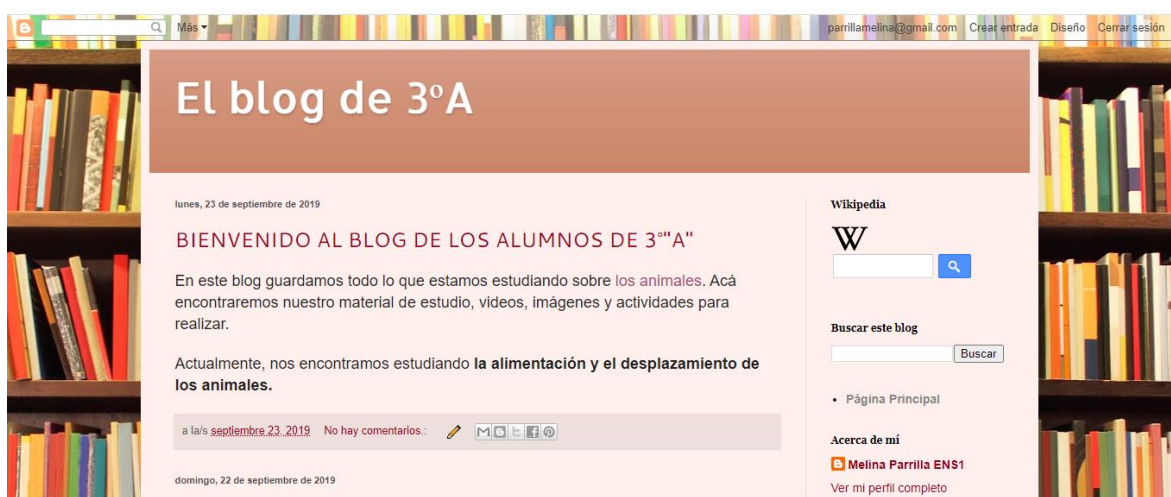 Más
parrillamelina@gmail.com Crear entrada Diseño Cerrar sesión
El blog de 3ºA
lunes, 23 de septiembre de 2019
BIENVENIDO AL BLOG DE LOS ALUMNOS DE 3º"A"
En este blog guardamos todo lo que estamos estudiando sobre los animales. Acá
encontraremos nuestro material de estudio, videos, imágenes y actividades para
realizar.
Actualmente, nos encontramos estudiando la alimentación y el desplazamiento de
los animales.
a la/s septiembre 23, 2019 No hay comentarios.:
domingo, 22 de septiembre de 2019
Wikipedia
W
Buscar este blog
Buscar
• Página Principal
Acerca de mí
Melina Parrilla ENS1
Ver mi perfil completo